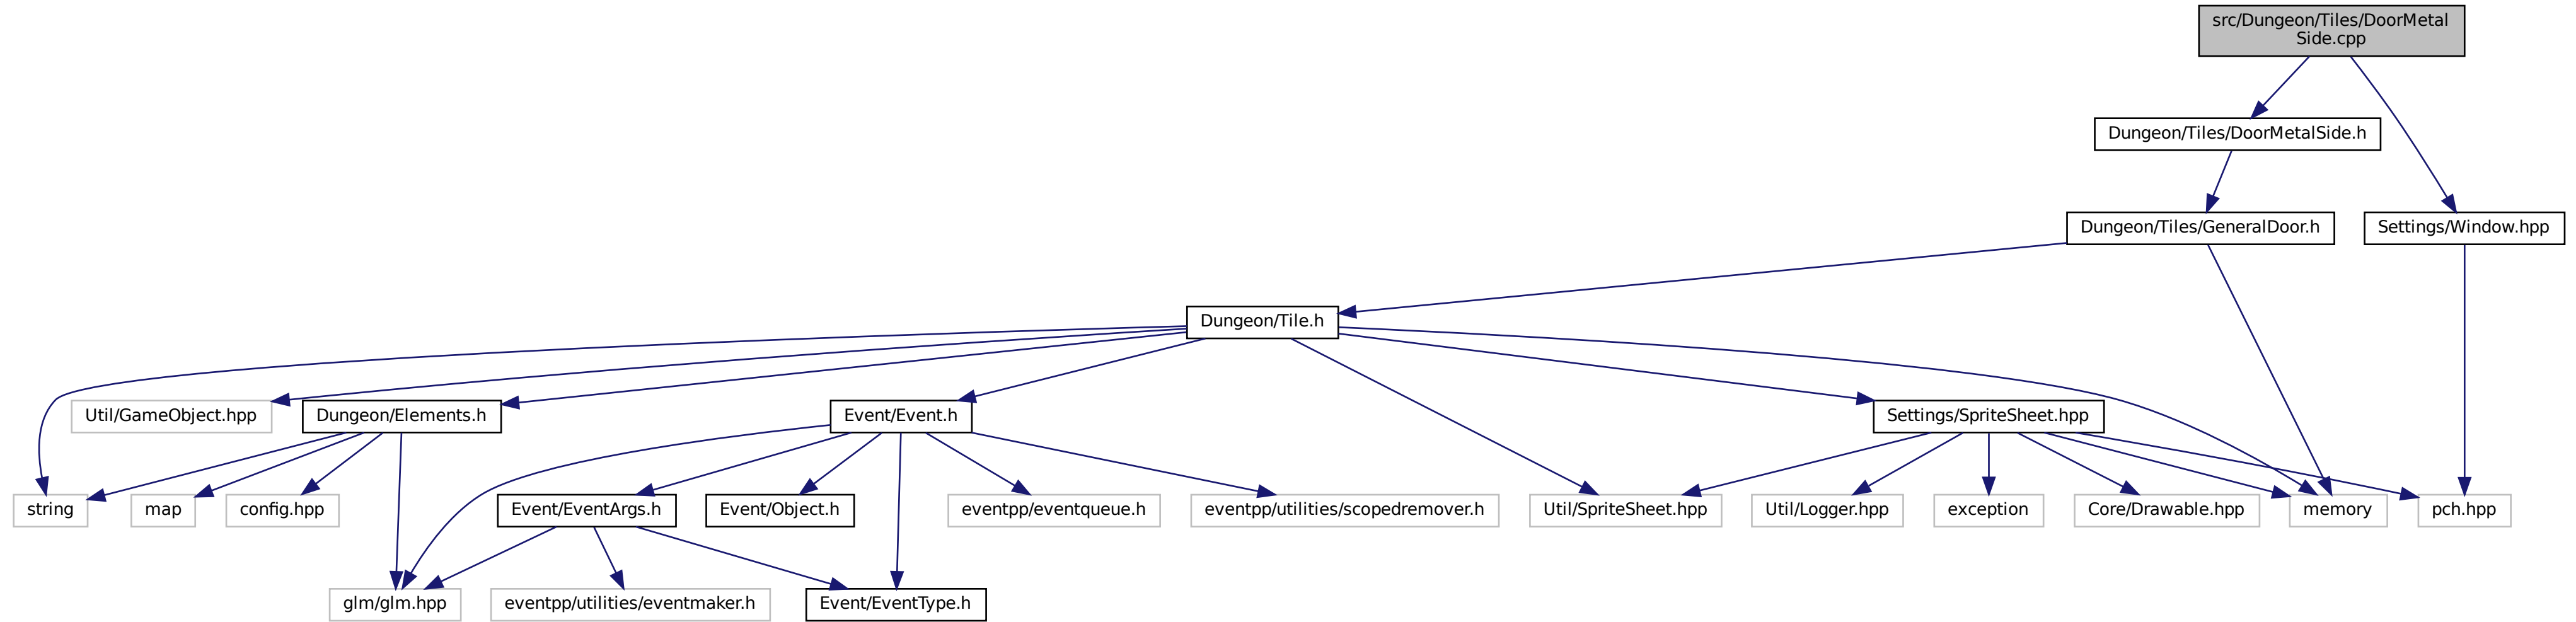 src/Dungeon/Tiles/DoorMetal
Side.cpp
Dungeon/Tiles/DoorMetalSide.h
Dungeon/Tiles/GeneralDoor.h
Settings/Window.hpp
Dungeon/Tile.h
Util/GameObject.hpp
Dungeon/Elements.h
Event/Event.h
Settings/SpriteSheet.hpp
string
map
config.hpp
Event/EventArgs.h
Event/Object.h
eventpp/eventqueue.h
eventpp/utilities/scopedremover.h
Util/SpriteSheet.hpp
Util/Logger.hpp
exception
Core/Drawable.hpp
memory
pch.hpp
glm/glm.hpp
eventpp/utilities/eventmaker.h
Event/EventType.h